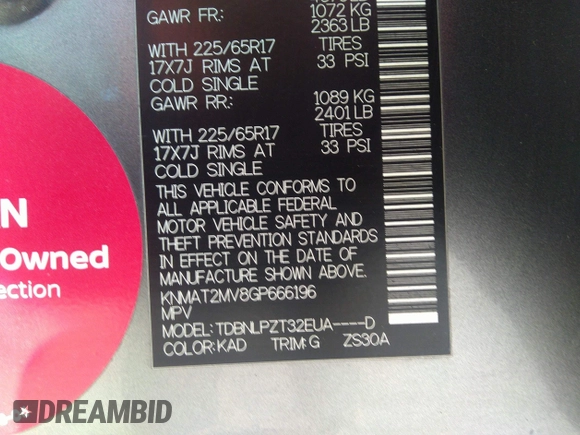 GAWR FR: 1072 KG
2363 LB
WITH 225/65R17 TIRES
17X7J RIMS AT 33 PSI
COLD SINGLE
GAWR RR: 1089 KG
2401 LB
WITH 225/65R17 TIRES
17X7J RIMS AT 33 PSI
COLD SINGLE
THIS VEHICLE CONFORMS TO
ALL APPLICABLE FEDERAL
MOTOR VEHICLE SAFETY AND
THEFT PREVENTION STANDARDS
IN EFFECT ON THE DATE OF
MANUFACTURE SHOWN ABOVE.
KNMAT2MV8GP666196
MPV
MODEL: TDBNLPZT32EUA----D
COLOR: KAD TRIM: G ZS30A
N
Owned
ection
DREAMBID